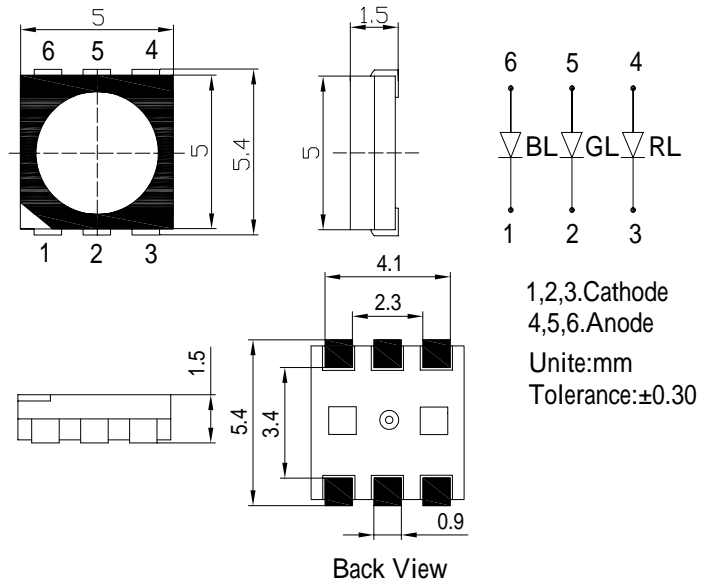 5
1.5
6 5 4
5
5.4
5
1 2 3
6 5 4
BL GL RL
1 2 3
1,2,3.Cathode
4,5,6.Anode
Unite:mm
Tolerance:±0.30
1.5
4.1
2.3
5.4
3.4
0.9
Back View